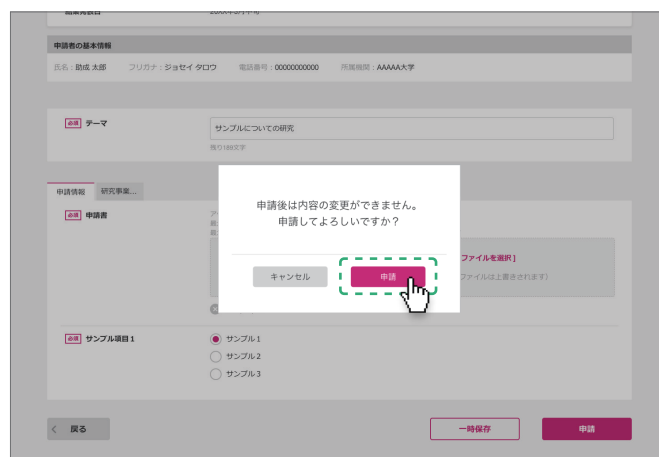 申請者の基本情報
氏名：助成 太郎 フリガナ：ジョセイ タロウ 電話番号：00000000000 所属機関：AAAAA大学
必須 テーマ
サンプルについての研究
残り189文字
申請情報 研究事業...
必須 申請書
申請後は内容の変更ができません。
申請してよろしいですか？
ファイルを選択]
ファイルは上書きされます）
キャンセル 申請
必須 サンプル項目1
サンプル1
サンプル2
サンプル3
< 戻る 一時保存 申請